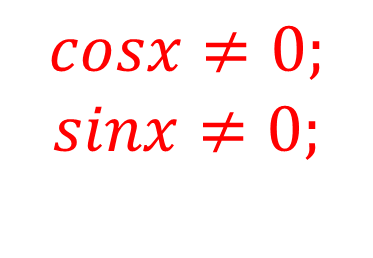 cosx ≠ 0;
sinx ≠ 0;